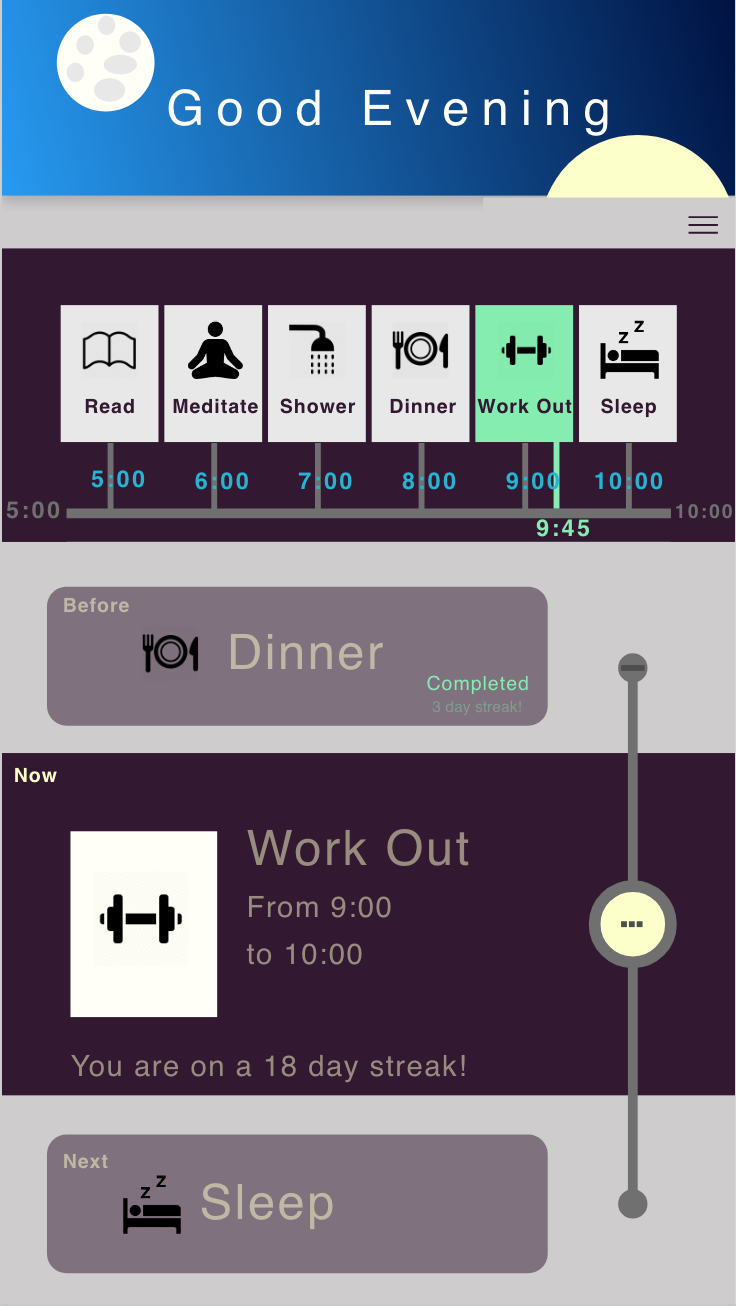 Good Evening
Read Meditate Shower Dinner Work Out Sleep
5:00 6:00 7:00 8:00 9:00 10:00
5:00 10:00
9:45
Before
Dinner
Completed
3 day streak!
Now
Work Out
From 9:00
to 10:00
You are on a 18 day streak!
Next
z z
Sleep